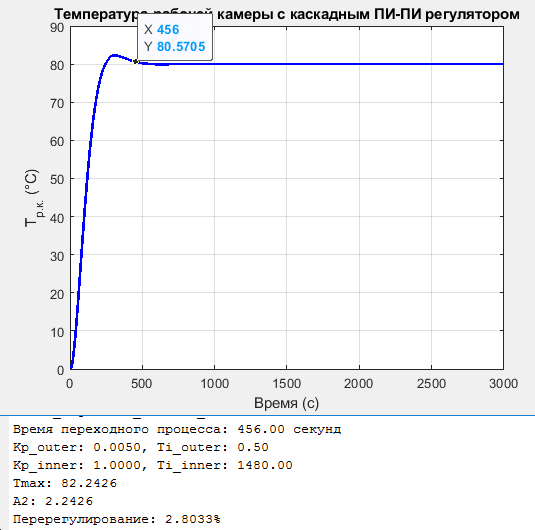 Температура рабочей камеры с каскадным ПИ-ПИ регулятором
X 456
Y 80.5705
90
80
70
60
50
40
30
20
10
0
T р.к. (°C)
0 500 1000 1500 2000 2500 3000
Время (с)
Время переходного процесса: 456.00 секунд
Kp_outer: 0.0050, Ti_outer: 0.50
Kp_inner: 1.0000, Ti_inner: 1480.00
Tmax: 82.2426
A2: 2.2426
Перерегулирование: 2.8033%